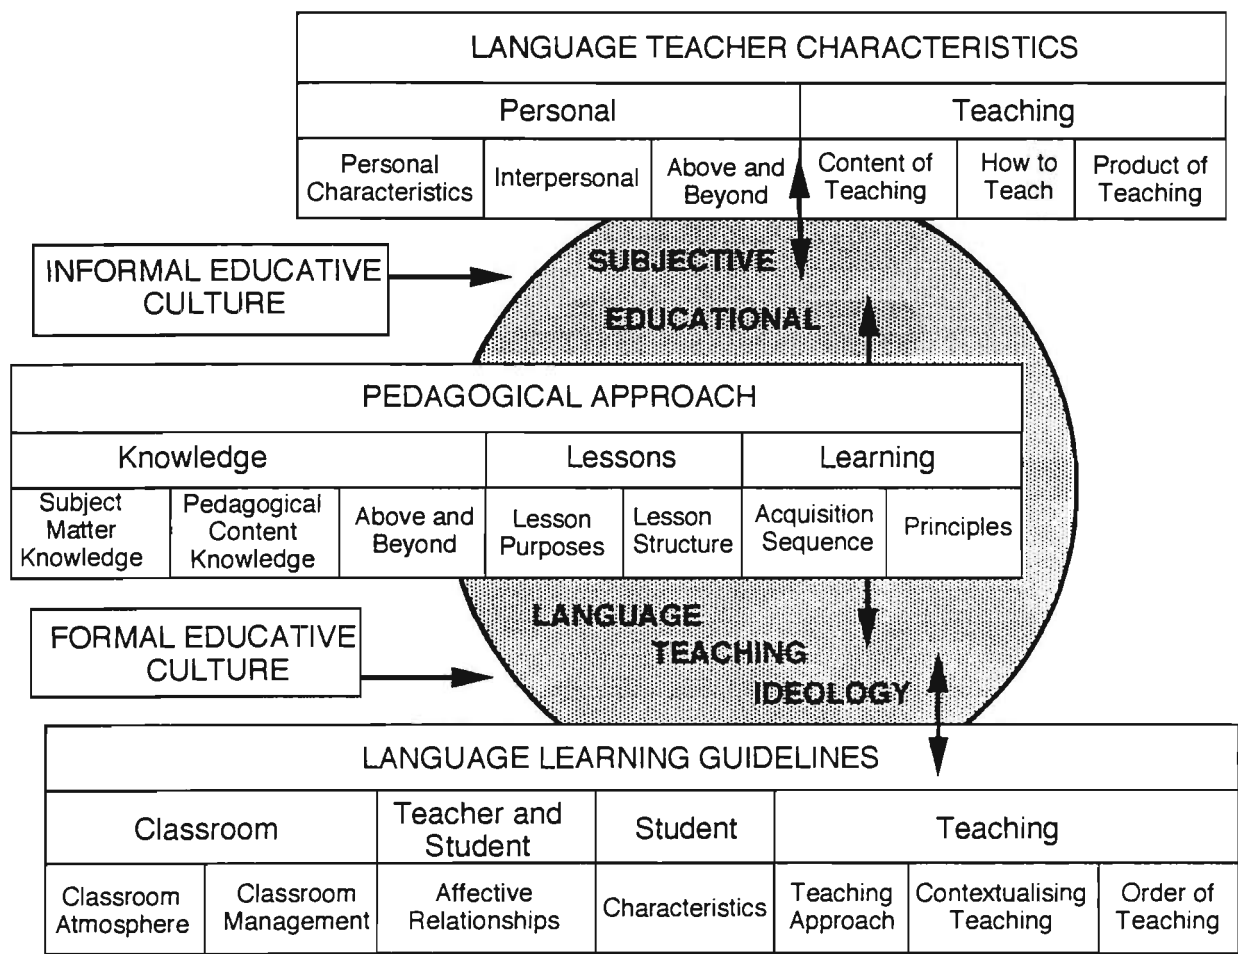 LANGUAGE TEACHER CHARACTERISTICS
Personal
Teaching
Personal
Characteristics
Interpersonal
Above and
Beyond
Content of
Teaching
How to
Teach
Product of
Teaching
SUBJECTIVE
EDUCATIONAL
INFORMAL EDUCATIVE
CULTURE
PEDAGOGICAL APPROACH
Knowledge
Lessons
Learning
Subject
Matter
Knowledge
Pedagogical
Content
Knowledge
Above and
Beyond
Lesson
Purposes
Lesson
Structure
Acquisition
Sequence
Principles
LANGUAGE
TEACHING
IDEOLOGY
FORMAL EDUCATIVE
CULTURE
LANGUAGE LEARNING GUIDELINES
Classroom
Teacher and
Student
Student
Teaching
Classroom
Atmosphere
Classroom
Management
Affective
Relationships
Characteristics
Teaching
Approach
Contextualising
Teaching
Order of
Teaching